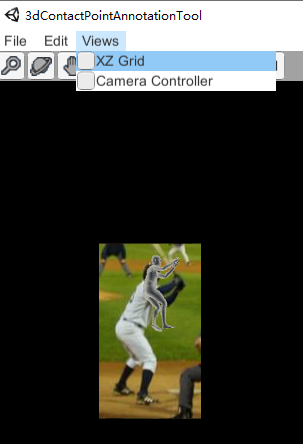 3dContactPointAnnotationTool
File Edit Views
XZ Grid
Camera Controller